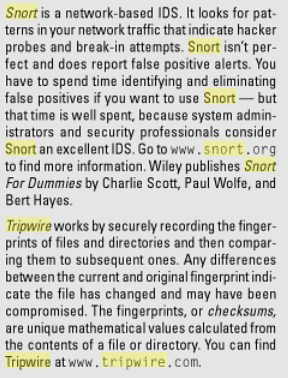 Snort is a network-based IDS. It looks for pat-
terns in your network traffic that indicate hacker
probes and break-in attempts. Snort isn't per-
fect and does report false positive alerts. You
have to spend time identifying and eliminating
false positives if you want to use Snort — but
that time is well spent, because system admin-
istrators and security professionals consider
Snort an excellent IDS. Go to www.snort.org
to find more information. Wiley publishes Snort
For Dummies by Charlie Scott, Paul Wolfe, and
Bert Hayes.
Tripwire works by securely recording the finger-
prints of files and directories and then compar-
ing them to subsequent ones. Any differences
between the current and original fingerprint indi-
cate the file has changed and may have been
compromised. The fingerprints, or checksums,
are unique mathematical values calculated from
the contents of a file or directory. You can find
Tripwire at www.tripwire.com.